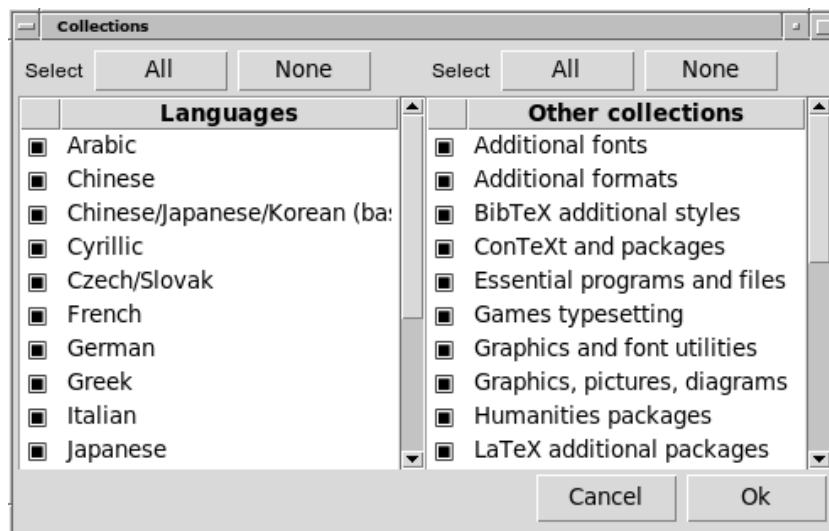 Collections
Select All None Select All None
Languages
Arabic
Chinese
Chinese/Japanese/Korean (bas
Cyrillic
Czech/Slovak
French
German
Greek
Italian
Japanese
Other collections
Additional fonts
Additional formats
BibTeX additional styles
ConTeXt and packages
Essential programs and files
Games typesetting
Graphics and font utilities
Graphics, pictures, diagrams
Humanities packages
LaTeX additional packages
Cancel Ok